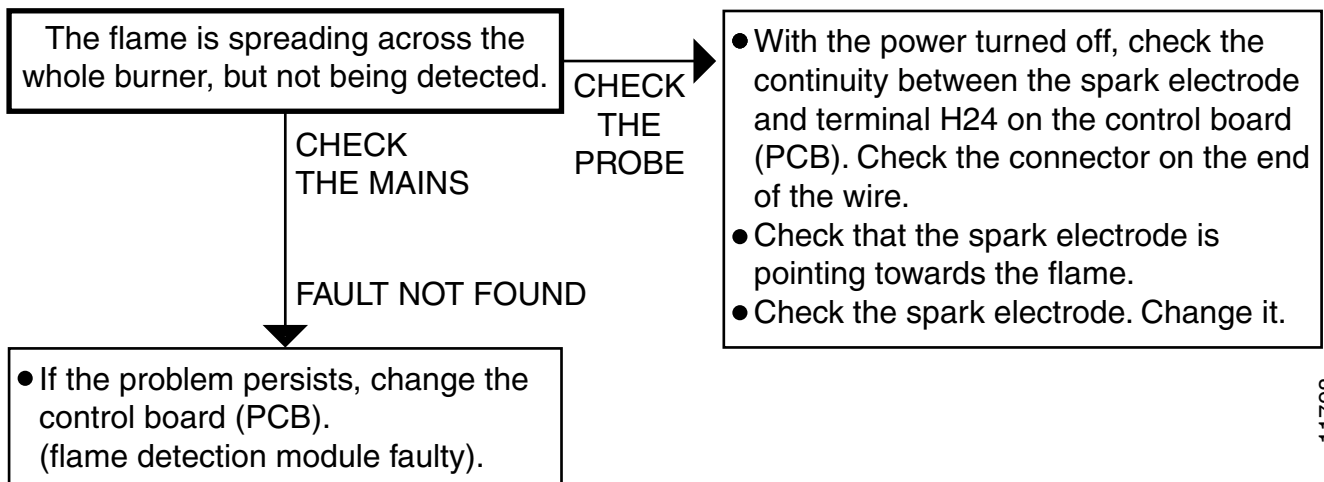 The flame is spreading across the
whole burner, but not being detected.
CHECK
THE
PROBE
● With the power turned off, check the
continuity between the spark electrode
and terminal H24 on the control board
(PCB). Check the connector on the end
of the wire.
● Check that the spark electrode is
pointing towards the flame.
● Check the spark electrode. Change it.
CHECK
THE MAINS
FAULT NOT FOUND
● If the problem persists, change the
control board (PCB).
(flame detection module faulty).